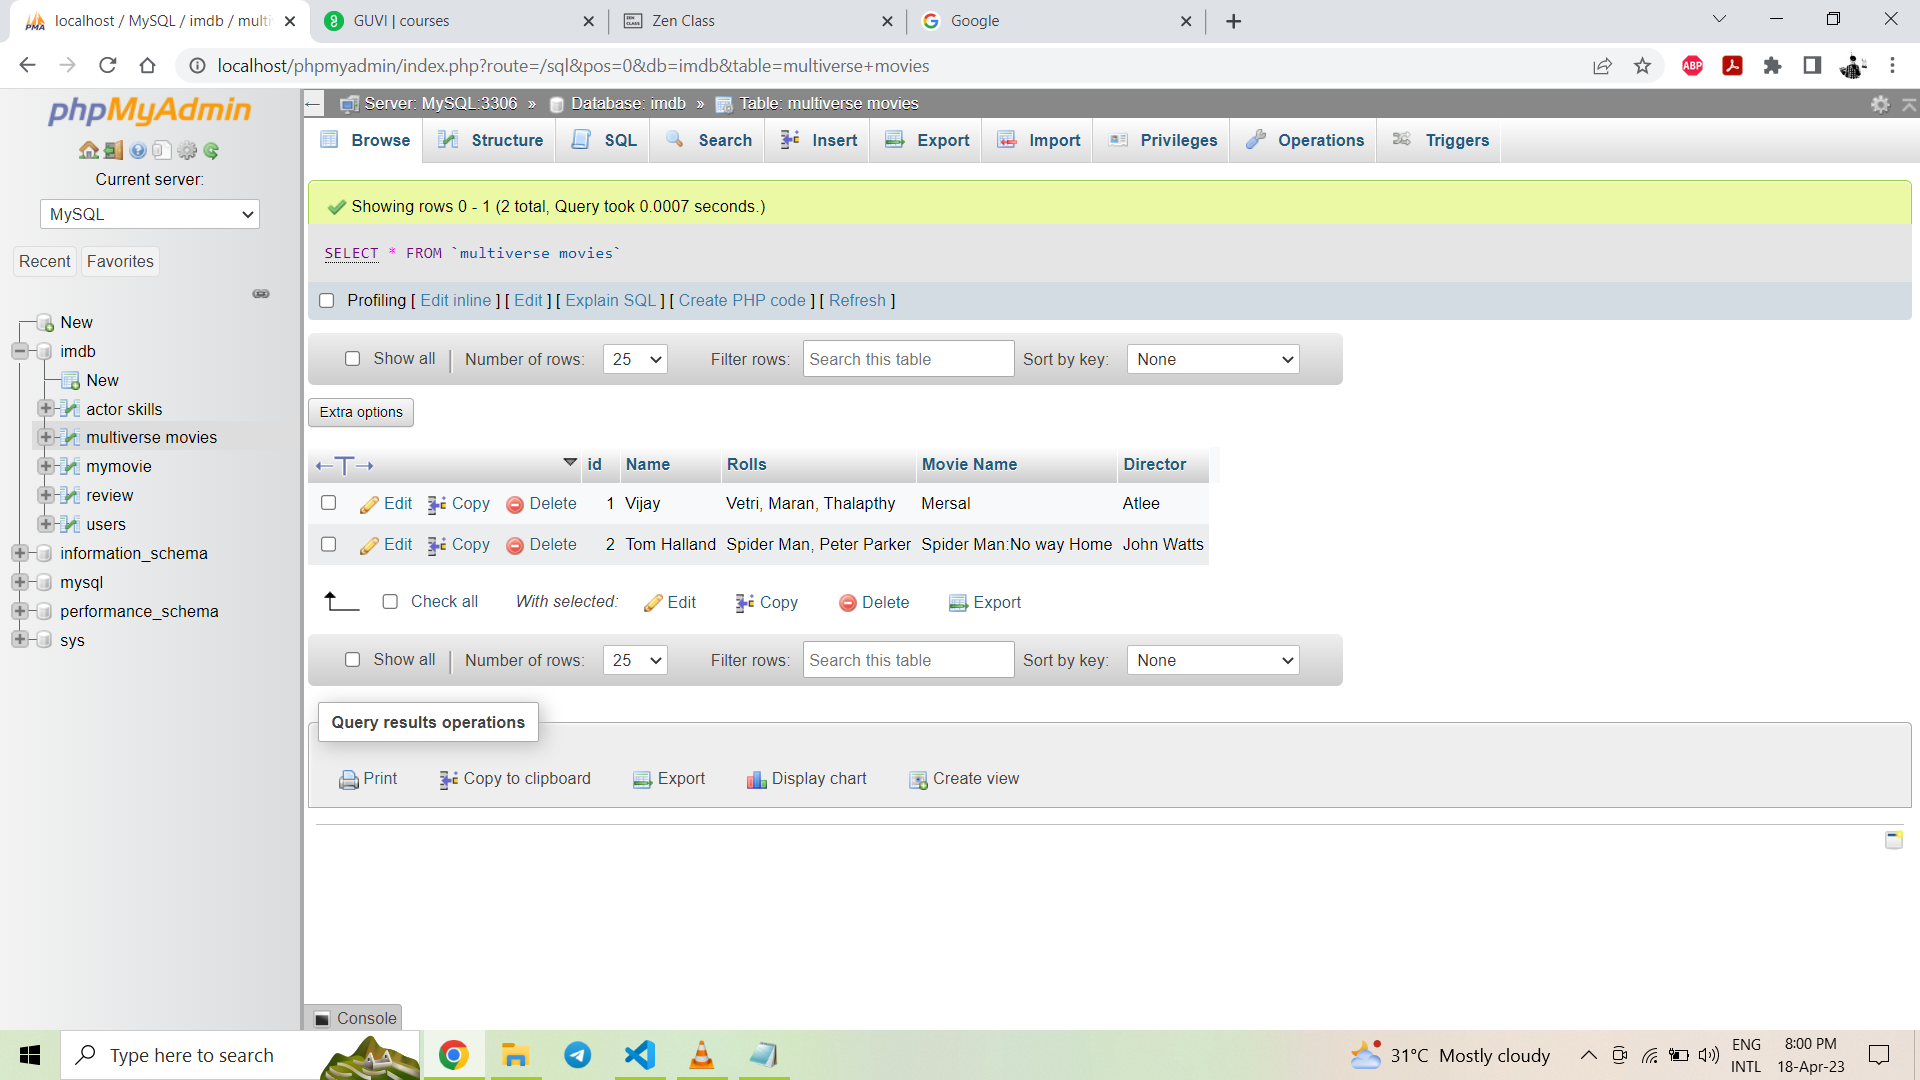 localhost / MySQL / imdb / multi
GUVI | courses
Zen Class
Google
localhost/phpmyadmin/index.php?route=/sql&pos=0&db=imdb&table=multiverse+movies
ABP
phpMyAdmin
Current server:
MySQL
Recent Favorites
New
imdb
New
actor skills
multiverse movies
mymovie
review
users
information_schema
mysql
performance_schema
sys
Server: MySQL:3306 » Database: imdb » Table: multiverse movies
Browse Structure SQL Search Insert Export Import Privileges Operations Triggers
Showing rows 0 - 1 (2 total, Query took 0.0007 seconds.)
SELECT * FROM `multiverse movies`
Profiling [ Edit inline ] [ Edit ] [ Explain SQL ] [ Create PHP code ] [ Refresh ]
Show all | Number of rows: 25 Filter rows: Search this table Sort by key: None
Extra options
←T→ id Name Rolls Movie Name Director
Edit Copy Delete 1 Vijay Vetri, Maran, Thalapthy Mersal Atlee
Edit Copy Delete 2 Tom Halland Spider Man, Peter Parker Spider Man:No way Home John Watts
Check all With selected: Edit Copy Delete Export
Show all | Number of rows: 25 Filter rows: Search this table Sort by key: None
Query results operations
Print Copy to clipboard Export Display chart Create view
Console
Type here to search
31°C Mostly cloudy
ENG
INTL
8:00 PM
18-Apr-23